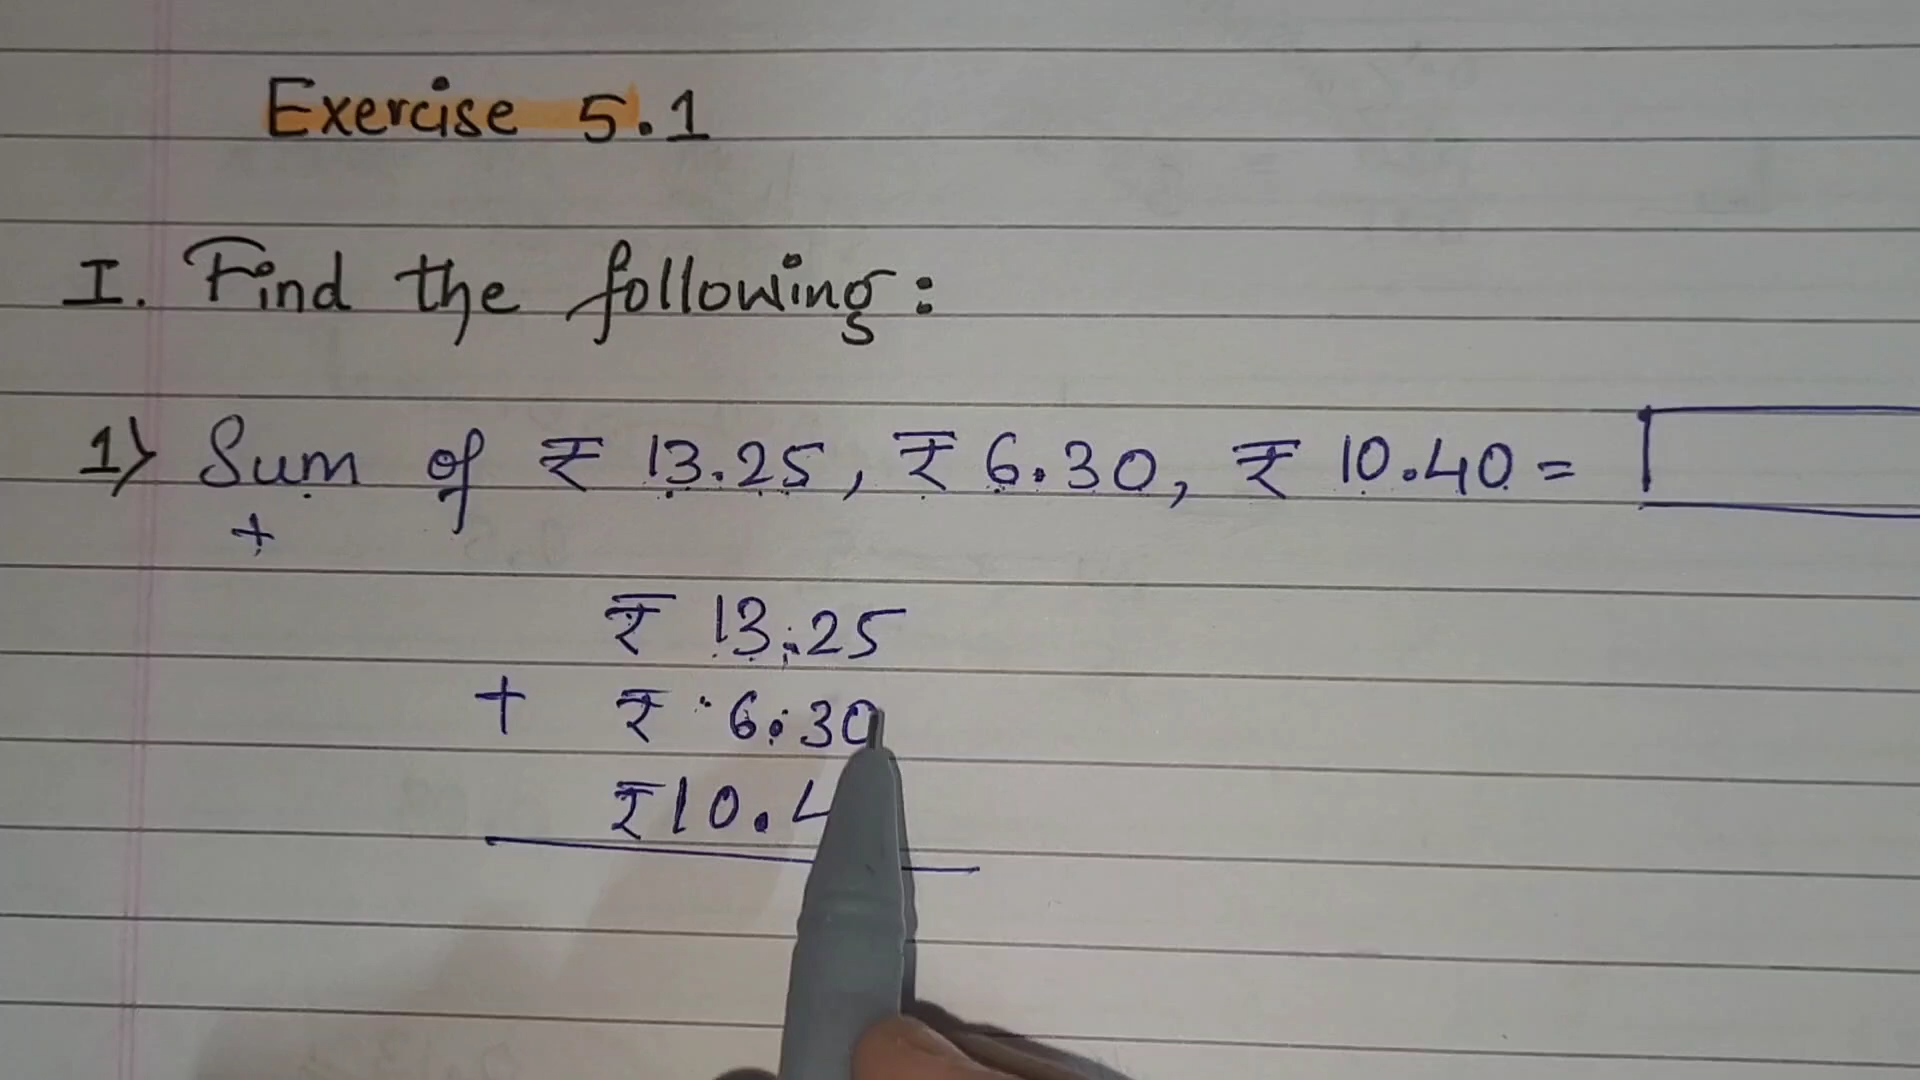 Exercise 5.1
I. Find the following:
1) Sum of ₹ 13.25, ₹ 6.30, ₹ 10.40 =
+
₹ 13.25
+ ₹ 6.30
₹10.4